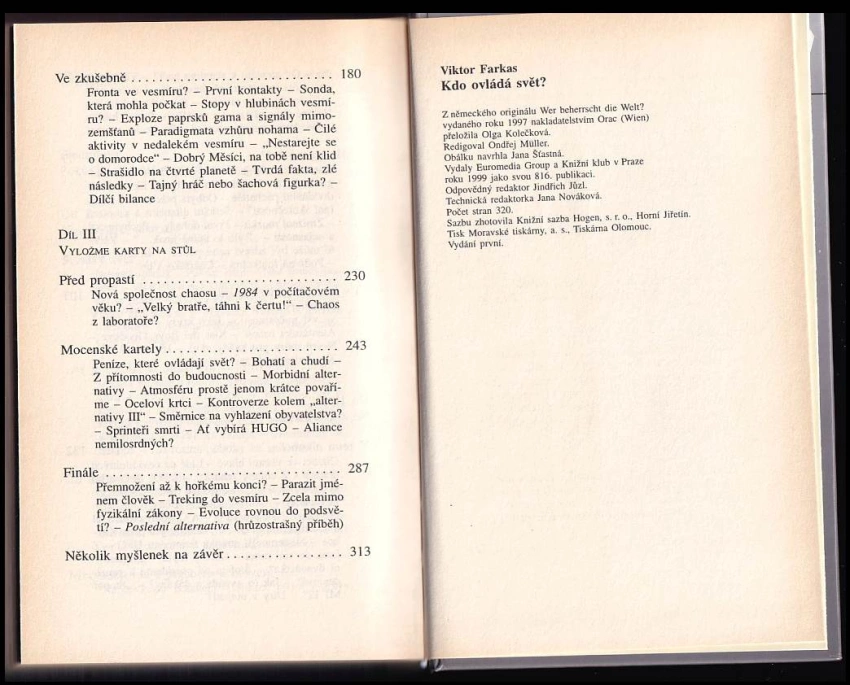 Ve zkušebně . . . . . . . . . . . . . . . . . . . . . . . . . . . . 180
Fronta ve vesmíru? – První kontakty – Sonda,
která mohla počkat – Stopy v hlubinách vesmí-
ru? – Exploze paprsků gama a signály mimo-
zemšťanů – Paradigmata vzhůru nohama – Čilé
aktivity v nedalekém vesmíru – „Nestarejte se
o domorodce“ – Dobrý Měsíci, na tobě není klid
– Strašidlo na čtvrté planetě – Tvrdá fakta, zlé
následky – Tajný hráč nebo šachová figurka? –
Dílčí bilance
DÍL III
VYLOŽME KARTY NA STŮL
Před propastí . . . . . . . . . . . . . . . . . . . . . . . . . . . 230
Nová společnost chaosu – 1984 v počítačovém
věku? – „Velký bratře, táhni k čertu!“ – Chaos
z laboratoře?
Mocenské kartely . . . . . . . . . . . . . . . . . . . . . . . . 243
Peníze, které ovládají svět? – Bohatí a chudí –
Z přítomnosti do budoucnosti – Morbidní alter-
nativy – Atmosféru prostě jenom krátce povaří-
me – Oceloví krtci – Kontroverze kolem „alter-
nativy III“ – Směrnice na vyhlazení obyvatelstva?
– Sprinteři smrti – Ať vybírá HUGO – Aliance
nemilosrdných?
Finále . . . . . . . . . . . . . . . . . . . . . . . . . . . . . . . . . 287
Přemnožení až k hořkému konci? – Parazit jmé-
nem člověk – Treking do vesmíru – Zcela mimo
fyzikální zákony – Evoluce rovnou do podsvě-
tí? – Poslední alternativa (hrůzostrašný příběh)
Několik myšlenek na závěr . . . . . . . . . . . . . . . . . 313
Viktor Farkas
Kdo ovládá svět?
Z německého originálu Wer beherrscht die Welt?
vydaného roku 1997 nakladatelstvím Orac (Wien)
přeložila Olga Kolečková.
Redigoval Ondřej Müller.
Obálku navrhla Jana Šťastná.
Vydaly Euromedia Group a Knižní klub v Praze
roku 1999 jako svou 816. publikaci.
Odpovědný redaktor Jindřich Jůzl.
Technická redaktorka Jana Nováková.
Počet stran 320.
Sazbu zhotovila Knižní sazba Hogen, s. r. o., Horní Jiřetín.
Tisk Moravské tiskárny, a. s., Tiskárna Olomouc.
Vydání první.